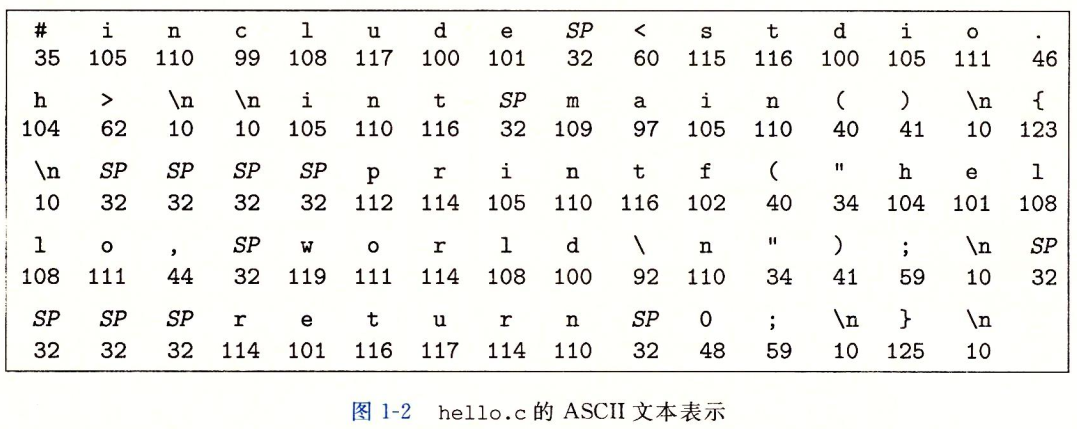 # i n c l u d e SP < s t d i o .
35 105 110 99 108 117 100 101 32 60 115 116 100 105 111 46
h > \n \n i n t SP m a i n ( ) \n {
104 62 10 10 105 110 116 32 109 97 105 110 40 41 10 123
\n SP SP SP SP p r i n t f ( " h e l
10 32 32 32 32 112 114 105 110 116 102 40 34 104 101 108
l o , SP w o r l d \ n " ) ; \n SP
108 111 44 32 119 111 114 108 100 92 110 34 41 59 10 32
SP SP SP r e t u r n SP 0 ; \n } \n
32 32 32 114 101 116 117 114 110 32 48 59 10 125 10
图 1-2 hello.c 的 ASCII 文本表示